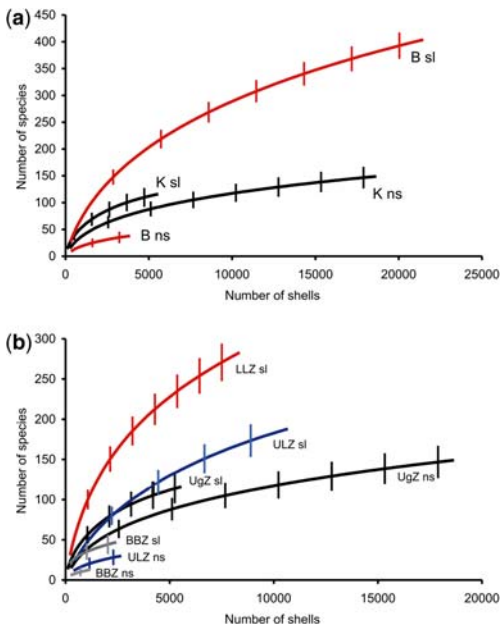 (a)
450
400
350
300
250
200
150
100
50
0
Number of species
B sl
K sl
K ns
B ns
0 5000 10000 15000 20000 25000
Number of shells
(b)
300
250
200
150
100
50
0
Number of species
LLZ sl
ULZ sl
UgZ sl
UgZ ns
BBZ sl
ULZ ns
BBZ ns
0 5000 10000 15000 20000
Number of shells